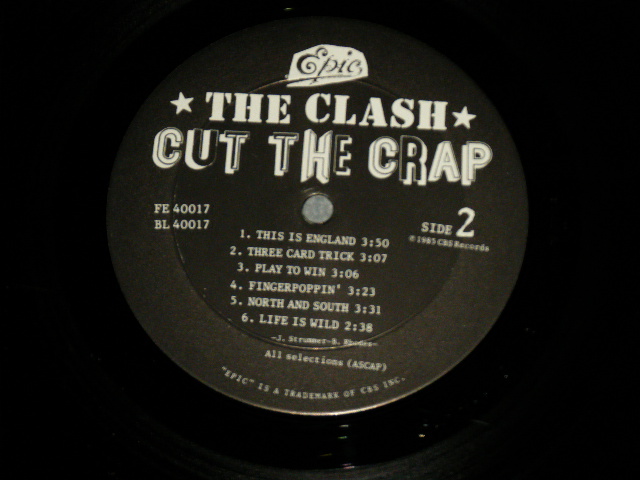 Epic
★ THE CLASH ★
CUT THE CRAP
FE 40017
BL 40017
SIDE 2
℗ 1985 CBS Records
1. THIS IS ENGLAND 3:50
2. THREE CARD TRICK 3:07
3. PLAY TO WIN 3:06
4. FINGERPOPPIN' 3:23
5. NORTH AND SOUTH 3:31
6. LIFE IS WILD 2:38
-J. Strummer-B. Rhodes-
All selections (ASCAP)
"EPIC" IS A TRADEMARK OF CBS INC.